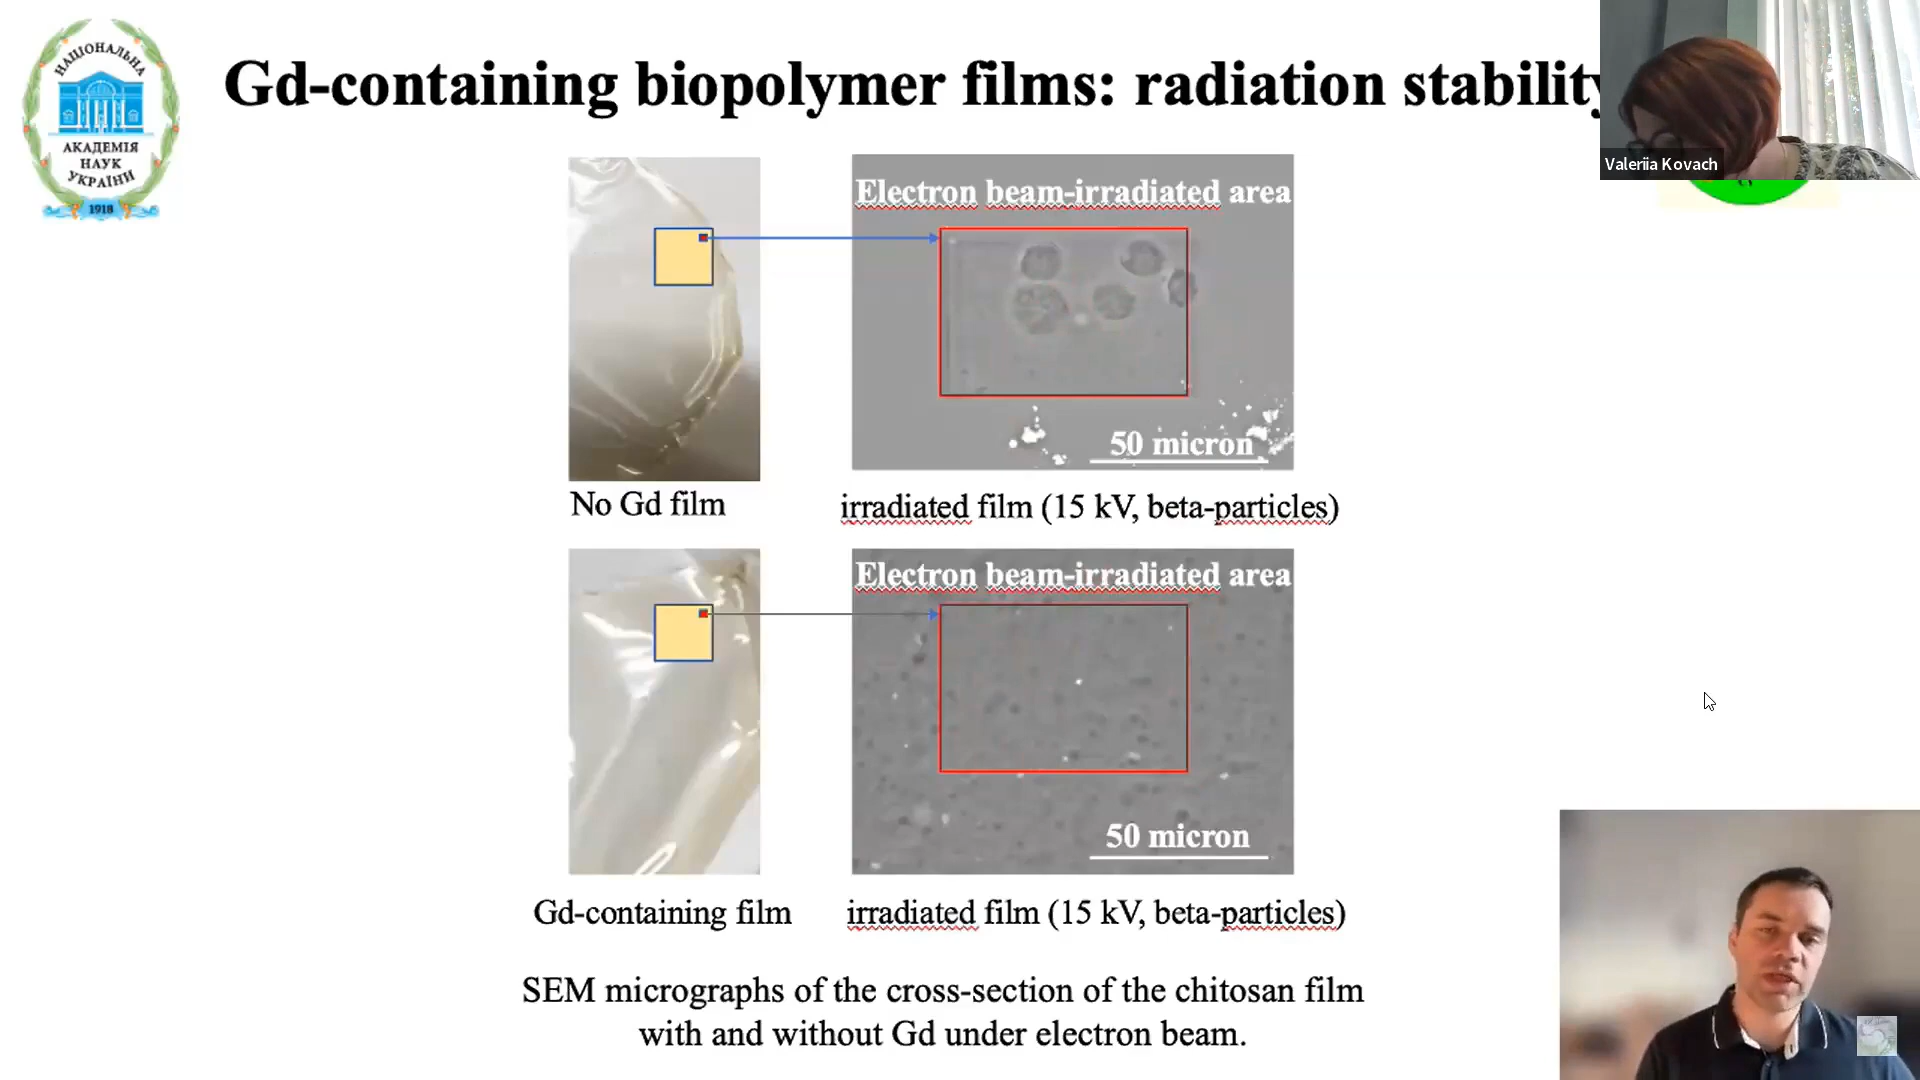 НАЦІОНАЛЬНА
АКАДЕМІЯ
НАУК
УКРАЇНИ
1918
Gd-containing biopolymer films: radiation stability
Valeriia Kovach
Electron beam-irradiated area
50 micron
No Gd film
irradiated film (15 kV, beta-particles)
Electron beam-irradiated area
50 micron
Gd-containing film
irradiated film (15 kV, beta-particles)
SEM micrographs of the cross-section of the chitosan film
with and without Gd under electron beam.